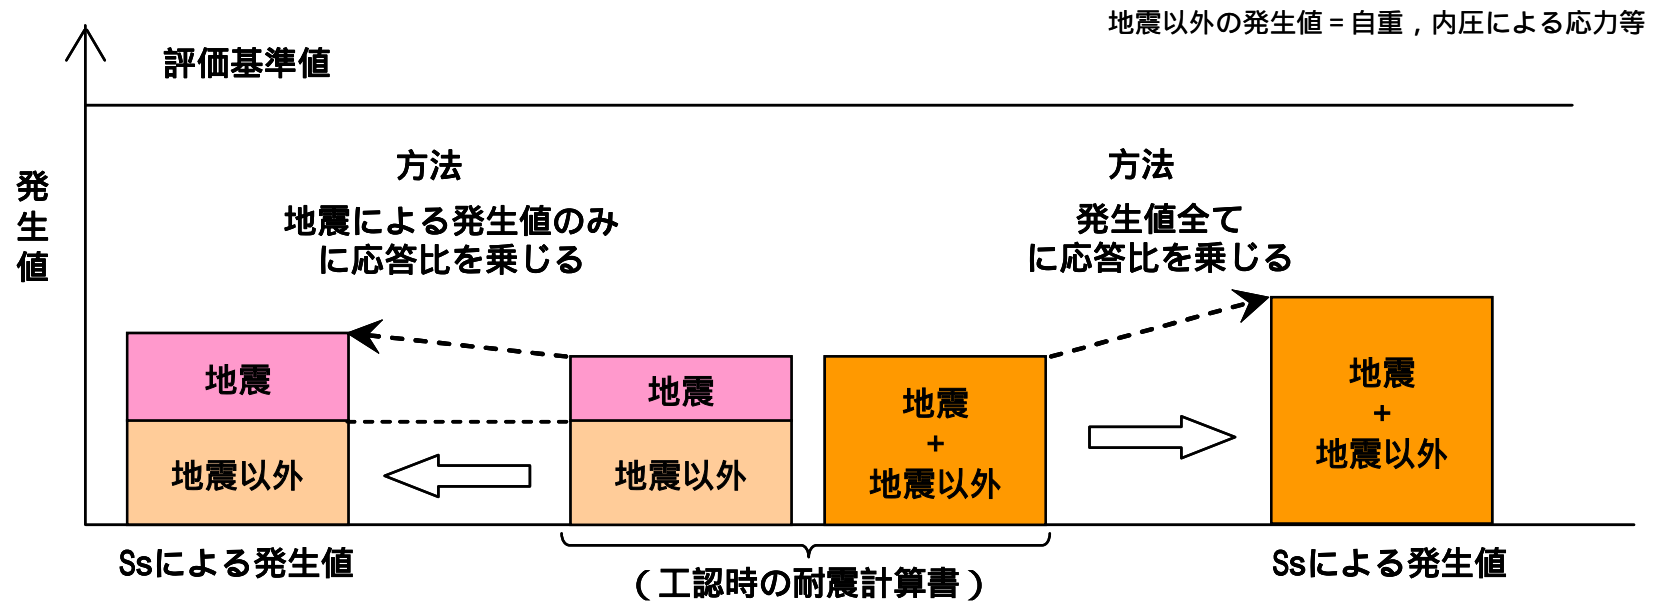 地震以外の発生値＝自重，内圧による応力等
評価基準値
発生値
方法
地震による発生値のみ
に応答比を乗じる
方法
発生値全て
に応答比を乗じる
地震
地震以外
地震
地震以外
地震
+
地震以外
地震
+
地震以外
Ssによる発生値
（工認時の耐震計算書）
Ssによる発生値